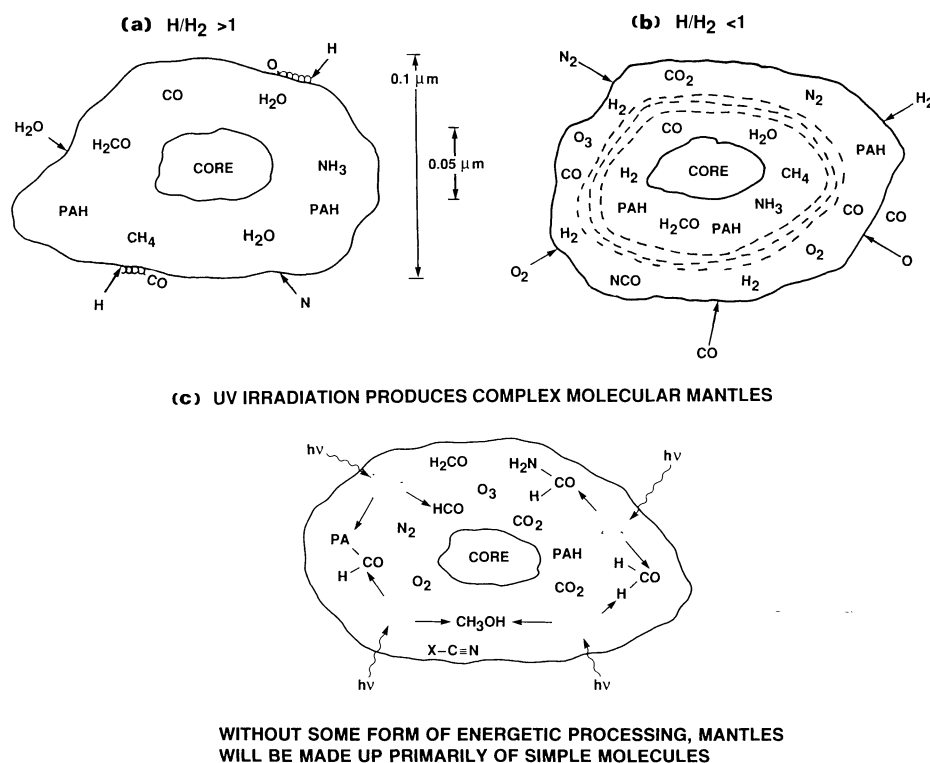 (a) H/H₂ >1
(b) H/H₂ <1
O
H
CO
H₂O
H₂O
H₂CO
CORE
NH₃
PAH
PAH
CH₄
H₂O
H
CO
N
0.1 μm
0.05 μm
N₂
CO₂
H₂
N₂
H₂
O₃
CO
H₂O
PAH
CO
H₂
CORE
CH₄
PAH
NH₃
H₂CO
PAH
CO
CO
H₂
O₂
O₂
O
NCO
H₂
CO
(c) UV IRRADIATION PRODUCES COMPLEX MOLECULAR MANTLES
hν
H₂CO
H₂N
CO
H
hν
O₃
HCO
CO₂
N₂
PA
CO
H
CORE
PAH
H
CO
H
O₂
CO₂
CH₃OH
X–C≡N
hν
hν
WITHOUT SOME FORM OF ENERGETIC PROCESSING, MANTLES
WILL BE MADE UP PRIMARILY OF SIMPLE MOLECULES